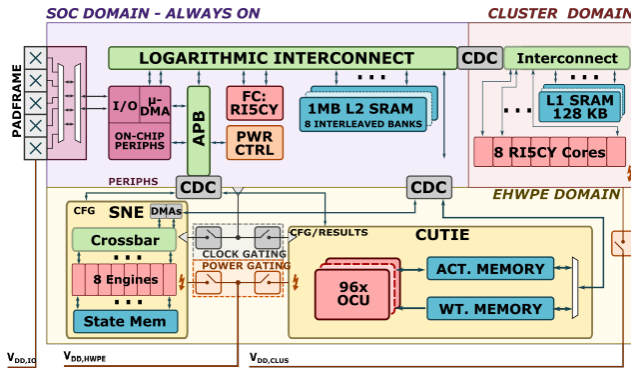 SOC DOMAIN - ALWAYS ON
CLUSTER DOMAIN
PADFRAME
LOGARITHMIC INTERCONNECT
CDC
Interconnect
I/O
μ-DMA
ON-CHIP PERIPHS
APB
FC: RI5CY
PWR CTRL
1MB L2 SRAM
8 INTERLEAVED BANKS
L1 SRAM
128 KB
8 RI5CY Cores
PERIPHS
CDC
CDC
EHWPE DOMAIN
CFG
SNE
DMAs
Crossbar
8 Engines
State Mem
CLOCK GATING
POWER GATING
CFG/RESULTS
CUTIE
96x
OCU
ACT. MEMORY
WT. MEMORY
VDD,IO
VDD,HWPE
VDD,CLUS